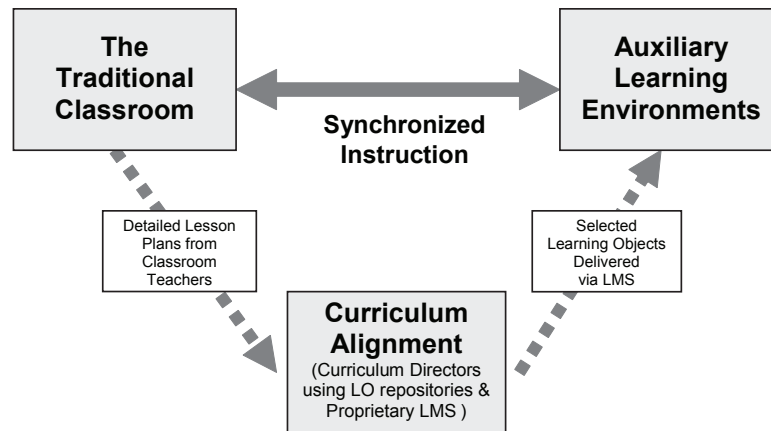 The
Traditional
Classroom
Auxiliary
Learning
Environments
Synchronized
Instruction
Detailed Lesson
Plans from
Classroom
Teachers
Selected
Learning Objects
Delivered
via LMS
Curriculum
Alignment
(Curriculum Directors
using LO repositories &
Proprietary LMS )